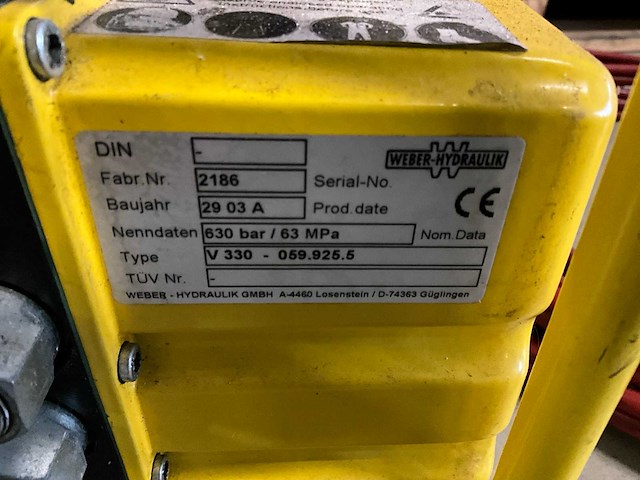 DIN -
WEBER-HYDRAULIK
Fabr.Nr. 2186 Serial-No.
Baujahr 29 03 A Prod.date CE
Nenndaten 630 bar / 63 MPa Nom.Data
Type V 330 - 059.925.5
TÜV Nr. -
WEBER - HYDRAULIK GMBH A-4460 Losenstein / D-74363 Güglingen